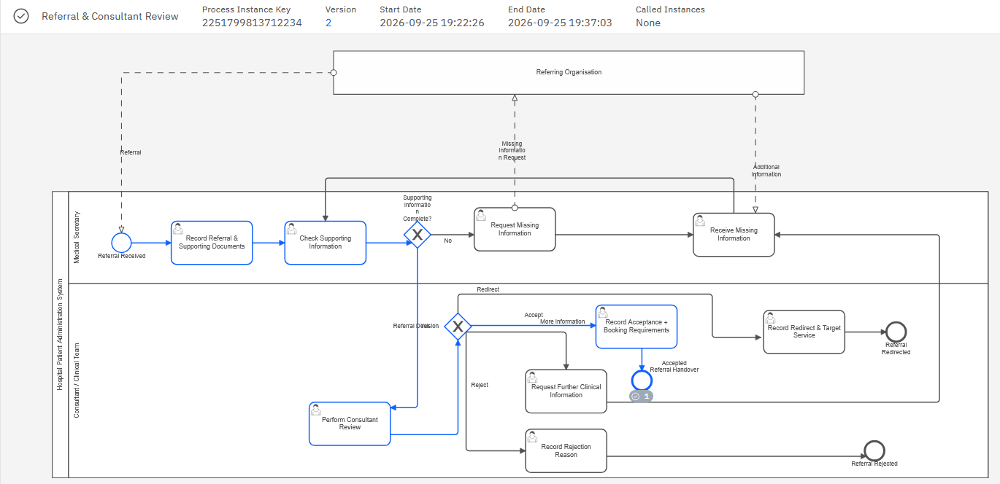 Referral & Consultant Review
Process Instance Key
2251799813712234
Version
2
Start Date
2026-09-25 19:22:26
End Date
2026-09-25 19:37:03
Called Instances
None
Referring Organisation
Referral
Missing
Informatio
n Request
Additional
Information
Hospital Patient Administration System
Medical Secretary
Referral Received
Record Referral &
Supporting Documents
Check Supporting
Information
Supporting
Informatio
n
Complete?
No
Request Missing
Information
Receive Missing
Information
Consultant / Clinical Team
Redirect
Referral Decision
Yes
Accept
More Information
Record Acceptance +
Booking Requirements
Record Redirect & Target
Service
Referral
Redirected
Accepted
Referral Handover
1
Reject
Request Further Clinical
Information
Perform Consultant
Review
Record Rejection
Reason
Referral Rejected